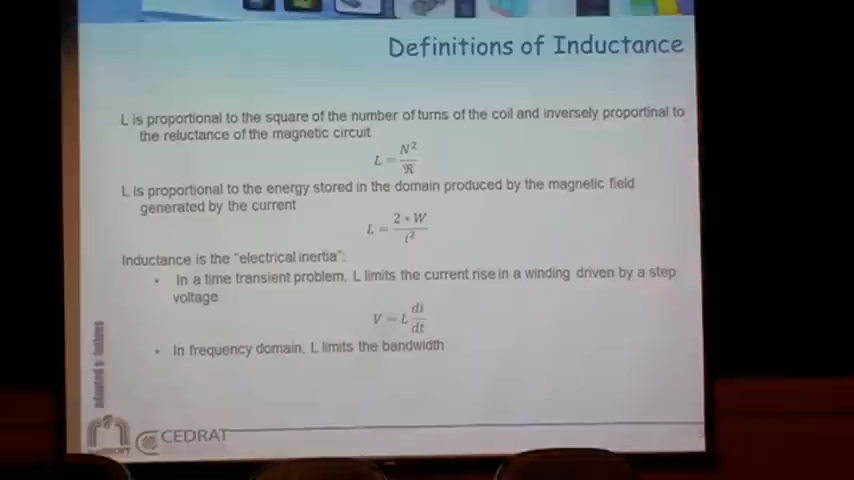 Definitions of Inductance
L is proportional to the square of the number of turns of the coil and inversely proportinal to
the reluctance of the magnetic circuit
L = N² / ℜ
L is proportional to the energy stored in the domain produced by the magnetic field
generated by the current
L = 2 * W / i²
Inductance is the "electrical inertia":
• In a time transient problem, L limits the current rise in a winding driven by a step
voltage
V = L di / dt
• In frequency domain, L limits the bandwidth
CEDRAT